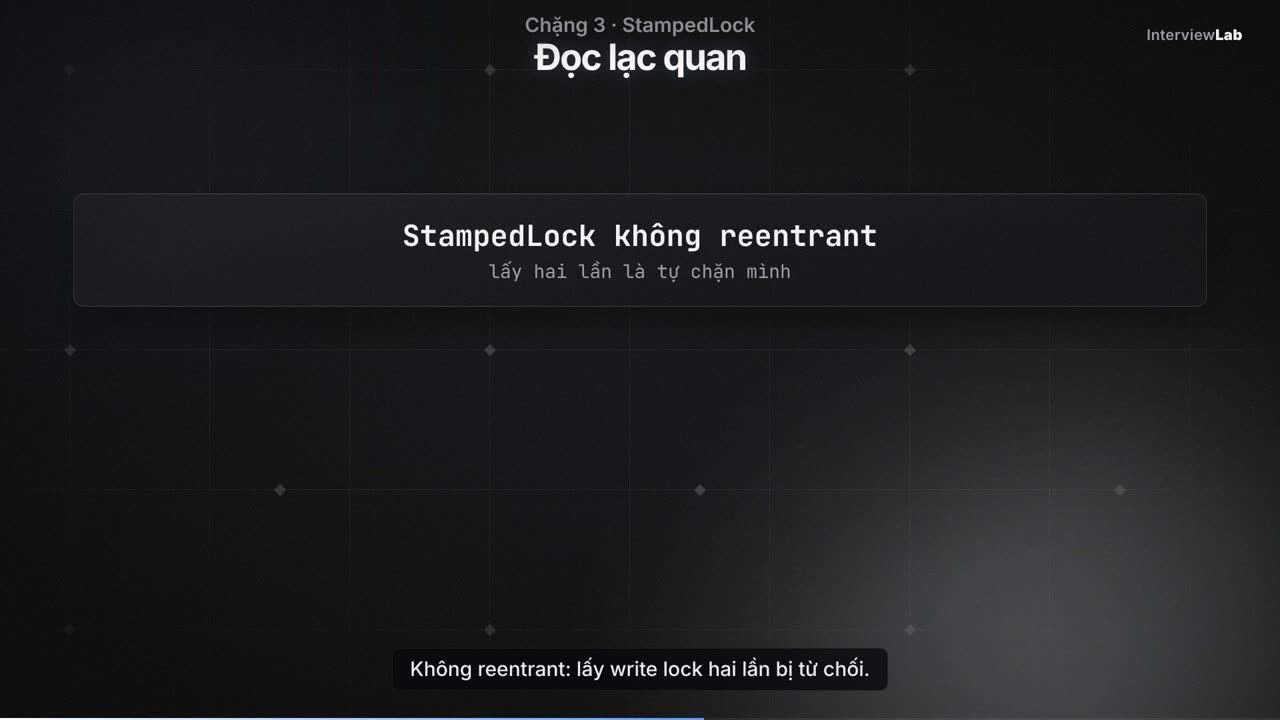 Chặng 3 · StampedLock
Đọc lạc quan
InterviewLab
StampedLock không reentrant
lấy hai lần là tự chặn mình
Không reentrant: lấy write lock hai lần bị từ chối.